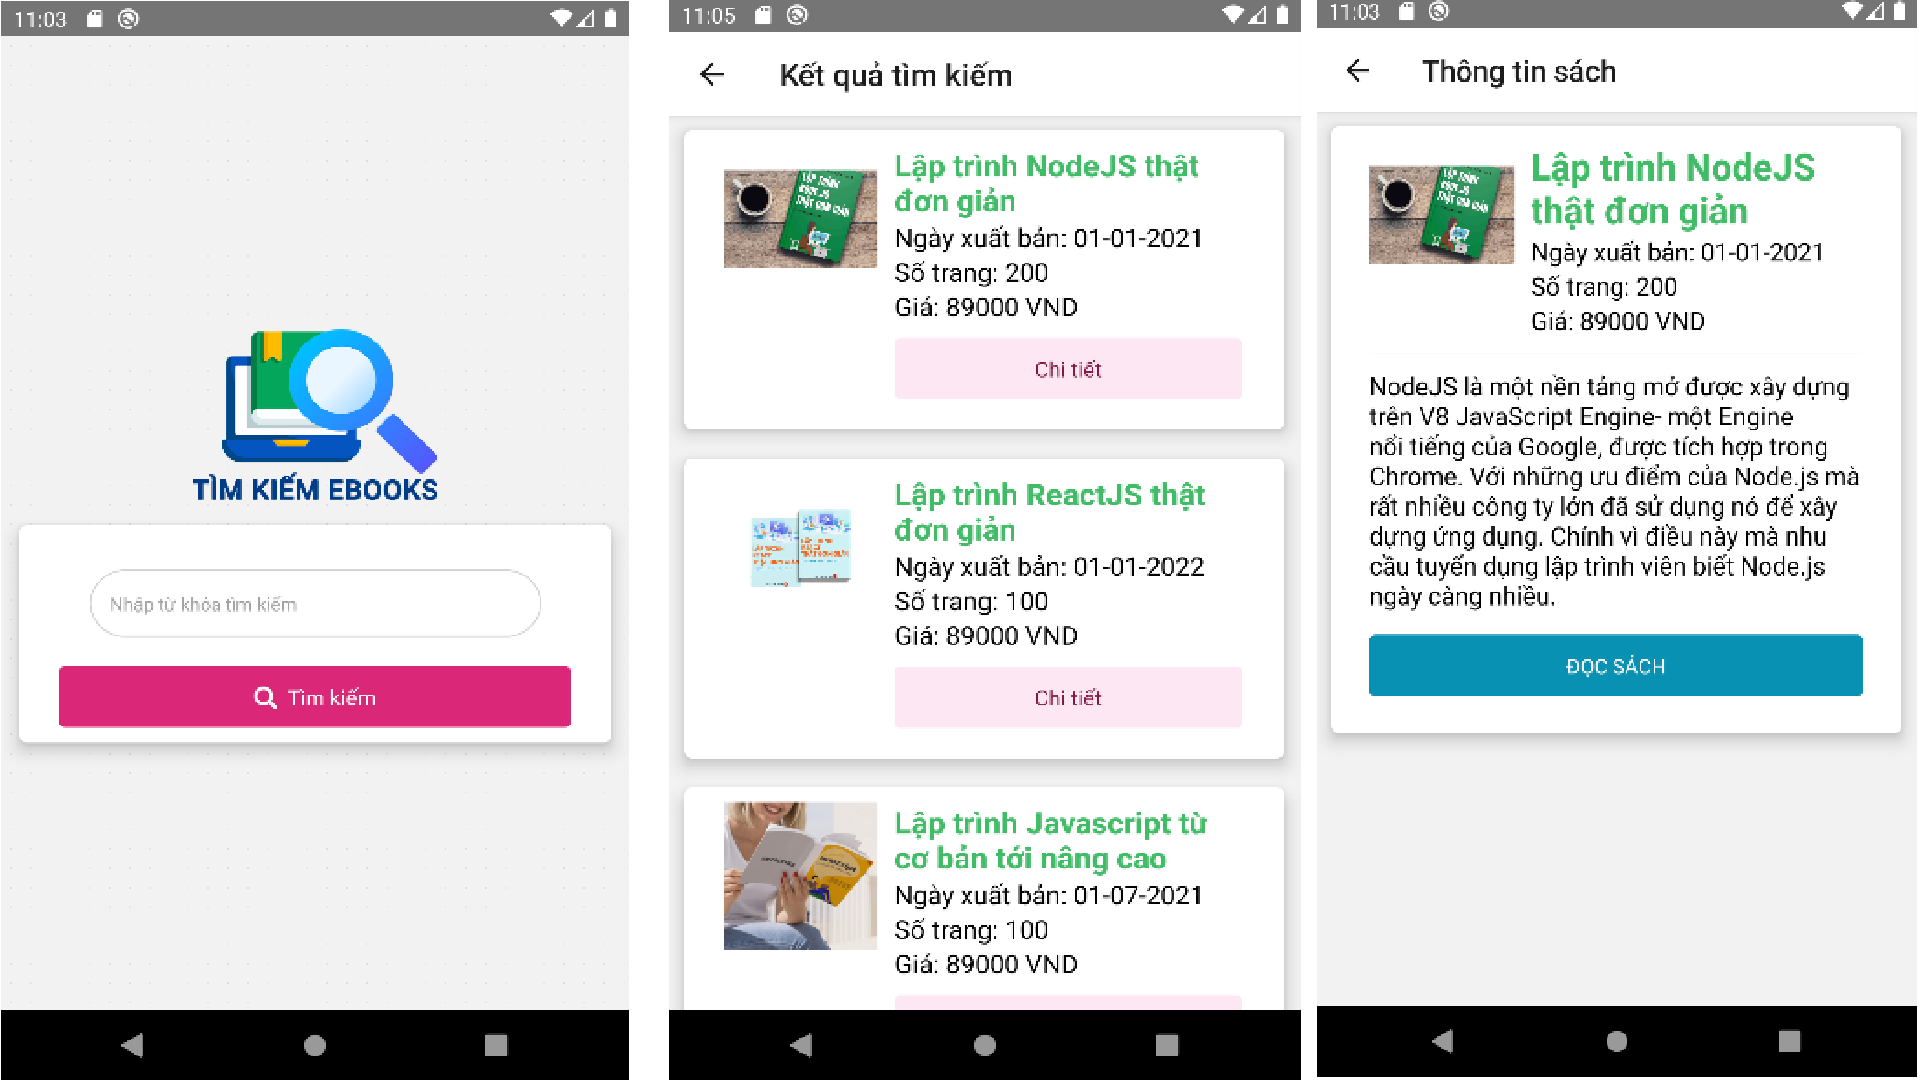 11:03
TÌM KIẾM EBOOKS
Nhập từ khóa tìm kiếm
Tìm kiếm
11:05
Kết quả tìm kiếm
Lập trình NodeJS thật
đơn giản
Ngày xuất bản: 01-01-2021
Số trang: 200
Giá: 89000 VND
Chi tiết
Lập trình ReactJS thật
đơn giản
Ngày xuất bản: 01-01-2022
Số trang: 100
Giá: 89000 VND
Chi tiết
Lập trình Javascript từ
cơ bản tới nâng cao
Ngày xuất bản: 01-07-2021
Số trang: 100
Giá: 89000 VND
11:03
Thông tin sách
Lập trình NodeJS
thật đơn giản
Ngày xuất bản: 01-01-2021
Số trang: 200
Giá: 89000 VND
NodeJS là một nền tảng mở được xây dựng
trên V8 JavaScript Engine- một Engine
nổi tiếng của Google, được tích hợp trong
Chrome. Với những ưu điểm của Node.js mà
rất nhiều công ty lớn đã sử dụng nó để xây
dựng ứng dụng. Chính vì điều này mà nhu
cầu tuyển dụng lập trình viên biết Node.js
ngày càng nhiều.
ĐỌC SÁCH